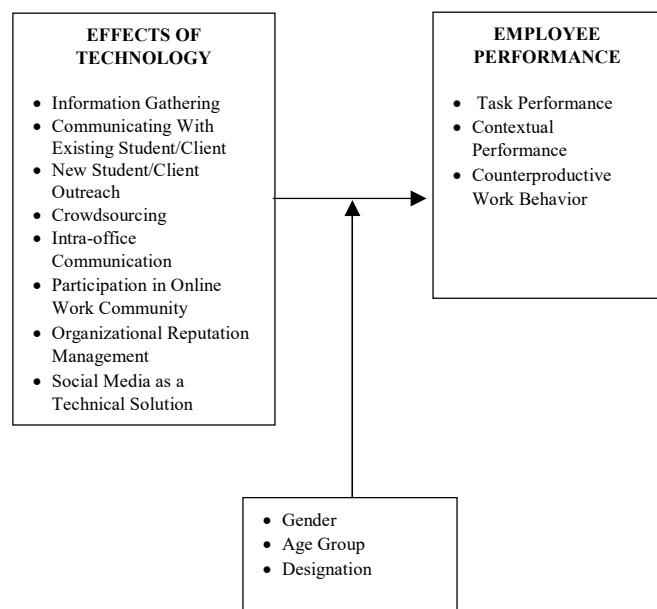 EFFECTS OF
TECHNOLOGY
• Information Gathering
• Communicating With
Existing Student/Client
• New Student/Client
Outreach
• Crowdsourcing
• Intra-office
Communication
• Participation in Online
Work Community
• Organizational Reputation
Management
• Social Media as a
Technical Solution
EMPLOYEE
PERFORMANCE
• Task Performance
• Contextual
Performance
• Counterproductive
Work Behavior
• Gender
• Age Group
• Designation